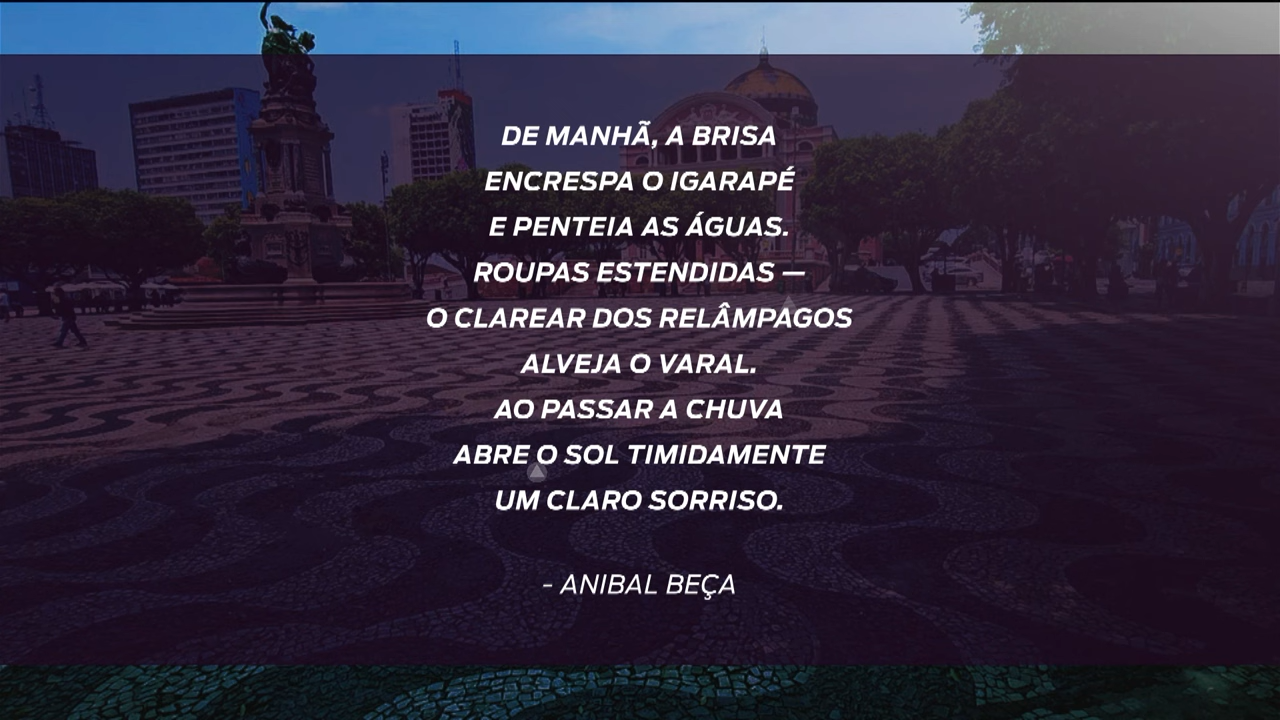 DE MANHÃ, A BRISA
ENCRESPA O IGARAPÉ
E PENTEIA AS ÁGUAS.
ROUPAS ESTENDIDAS —
O CLAREAR DOS RELÂMPAGOS
ALVEJA O VARAL.
AO PASSAR A CHUVA
ABRE O SOL TIMIDAMENTE
UM CLARO SORRISO.
- ANIBAL BEÇA